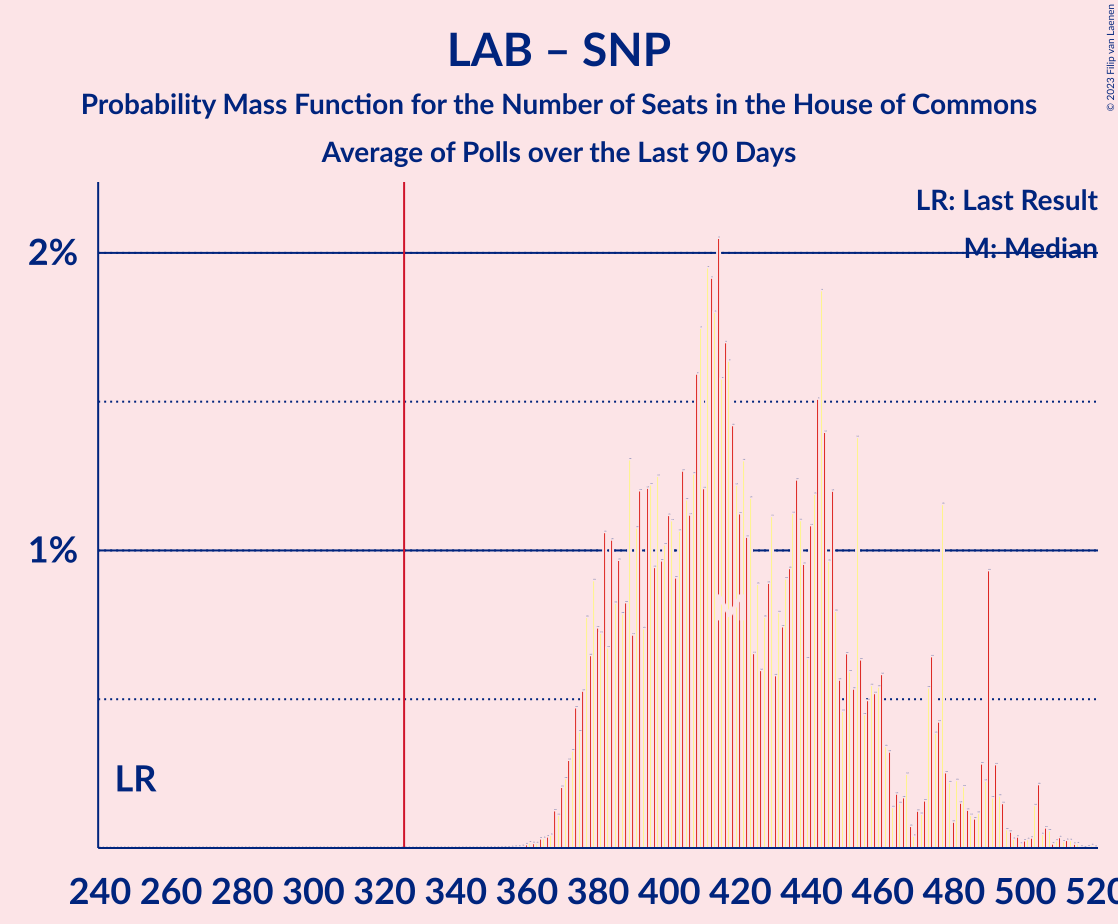 LAB – SNP
Probability Mass Function for the Number of Seats in the House of Commons
Average of Polls over the Last 90 Days
© 2023 Filip van Laenen
LR: Last Result
M: Median
2%
1%
LR
M
240 260 280 300 320 340 360 380 400 420 440 460 480 500 520